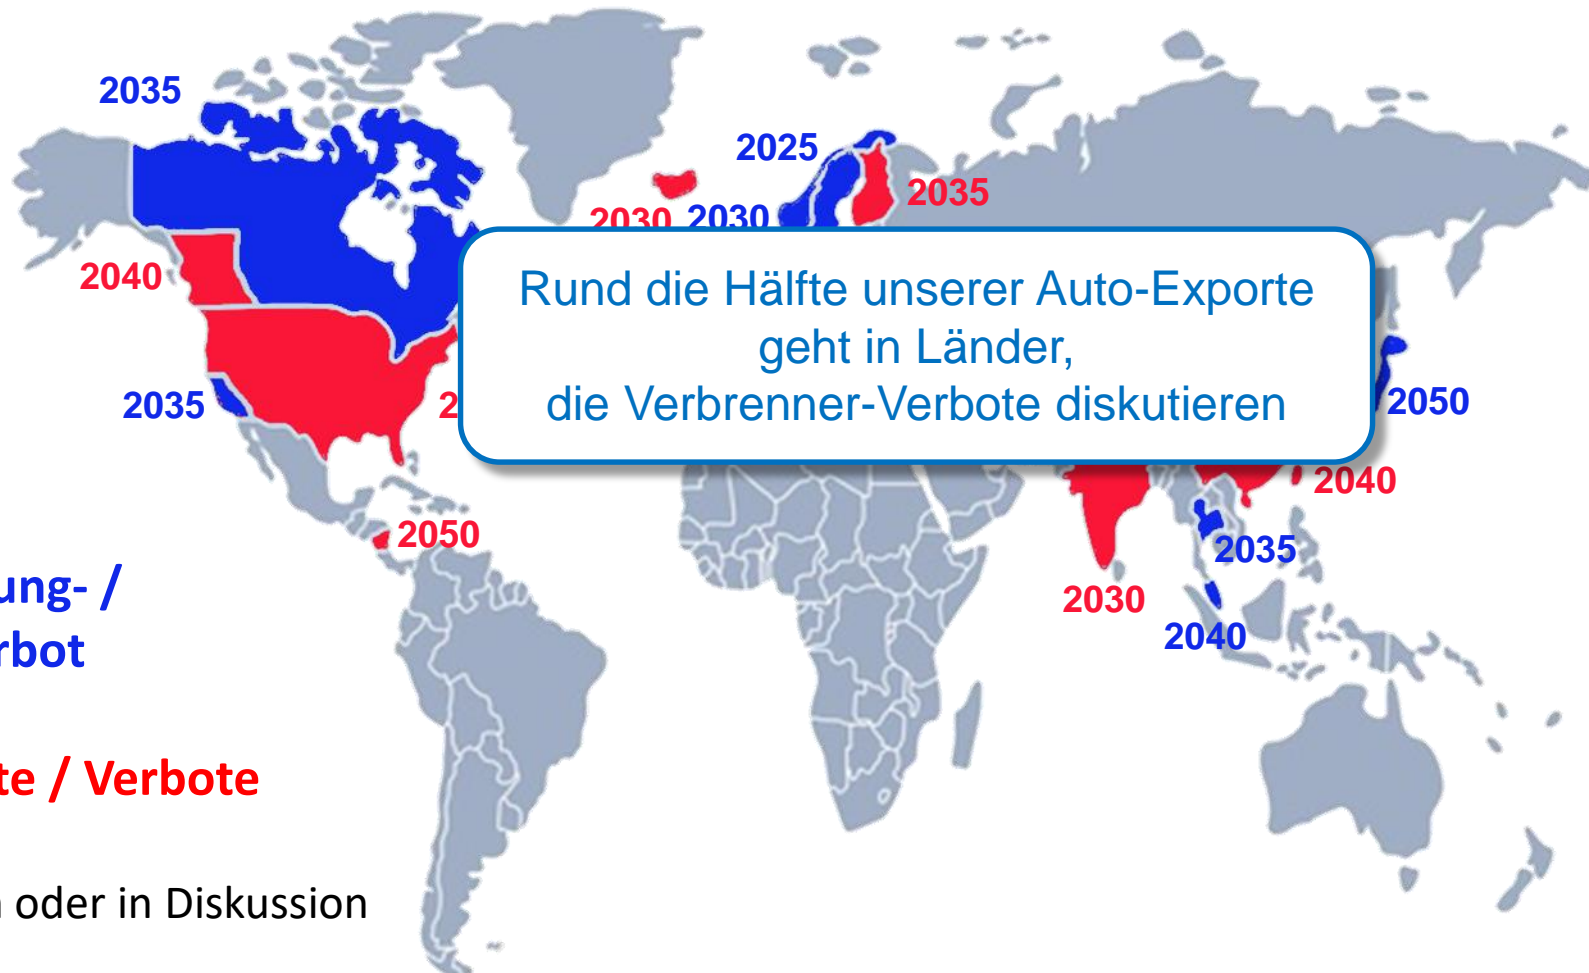 2035
2025
2035
2030 2030
2040
Rund die Hälfte unserer Auto-Exporte
geht in Länder,
die Verbrenner-Verbote diskutieren
2035
2
2050
2040
2050
2035
2030
2040
ung- /
rbot
te / Verbote
oder in Diskussion